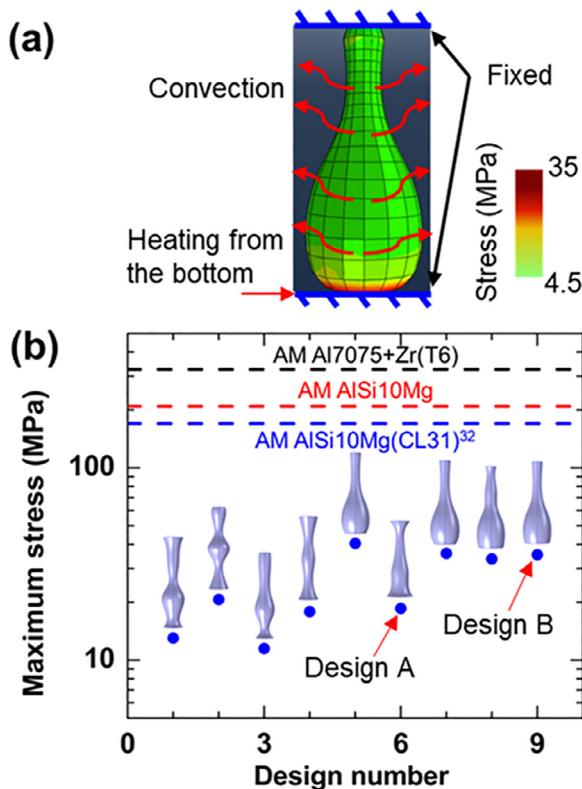 (a)
Convection
Fixed
Heating from
the bottom
Stress (MPa)
35
4.5
(b)
AM Al7075+Zr(T6)
AM AlSi10Mg
AM AlSi10Mg(CL31)³²
Maximum stress (MPa)
100
10
Design A
Design B
0
3
6
9
Design number